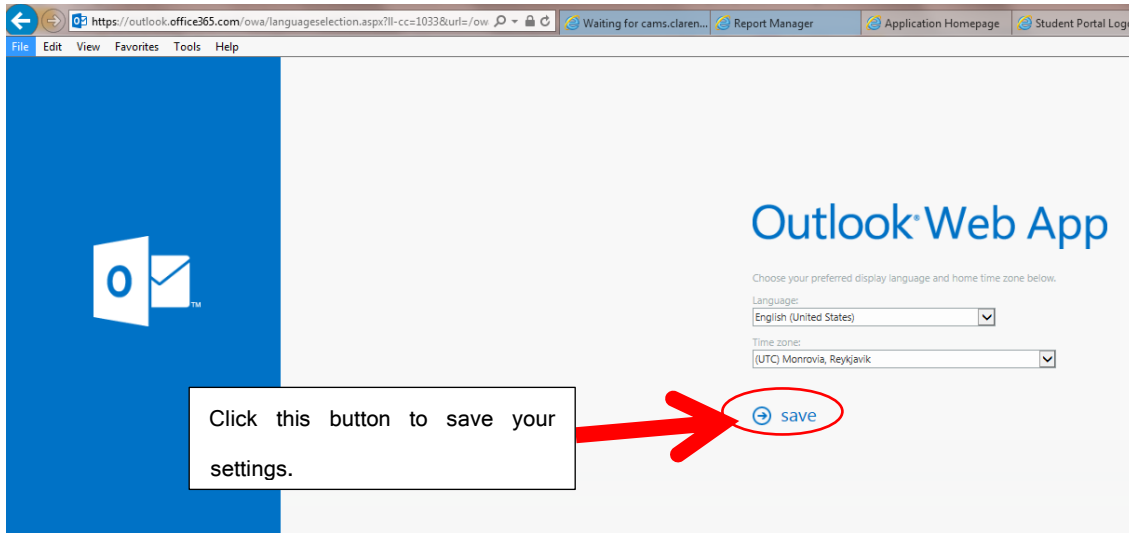 https://outlook.office365.com/owa/languageselection.aspx?ll-cc=1033&url=/ow
Waiting for cams.claren...
Report Manager
Application Homepage
Student Portal Logo
File Edit View Favorites Tools Help
Outlook® Web App
O
TM
Choose your preferred display language and home time zone below.
Language:
English (United States)
Time zone:
(UTC) Monrovia, Reykjavik
save
Click this button to save your
settings.